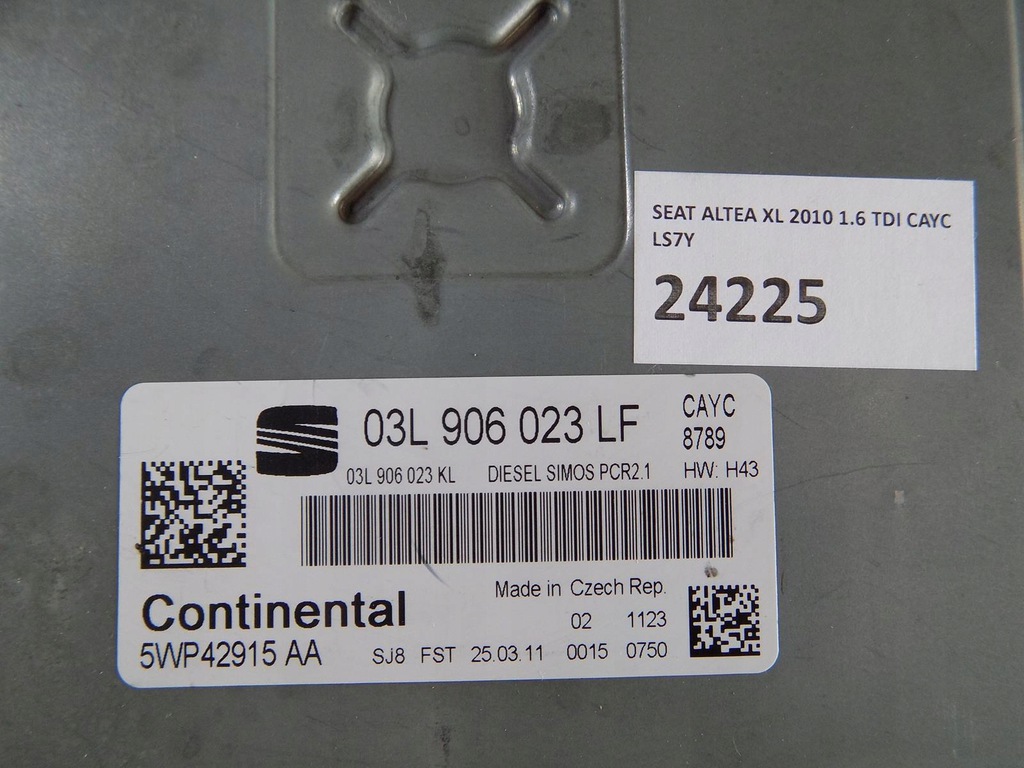 SEAT ALTEA XL 2010 1.6 TDI CAYC
LS7Y
24225
03L 906 023 LF
CAYC
8789
03L 906 023 KL DIESEL SIMOS PCR2.1 HW: H43
Made in Czech Rep.
Continental
02 1123
5WP42915 AA SJ8 FST 25.03.11 0015 0750